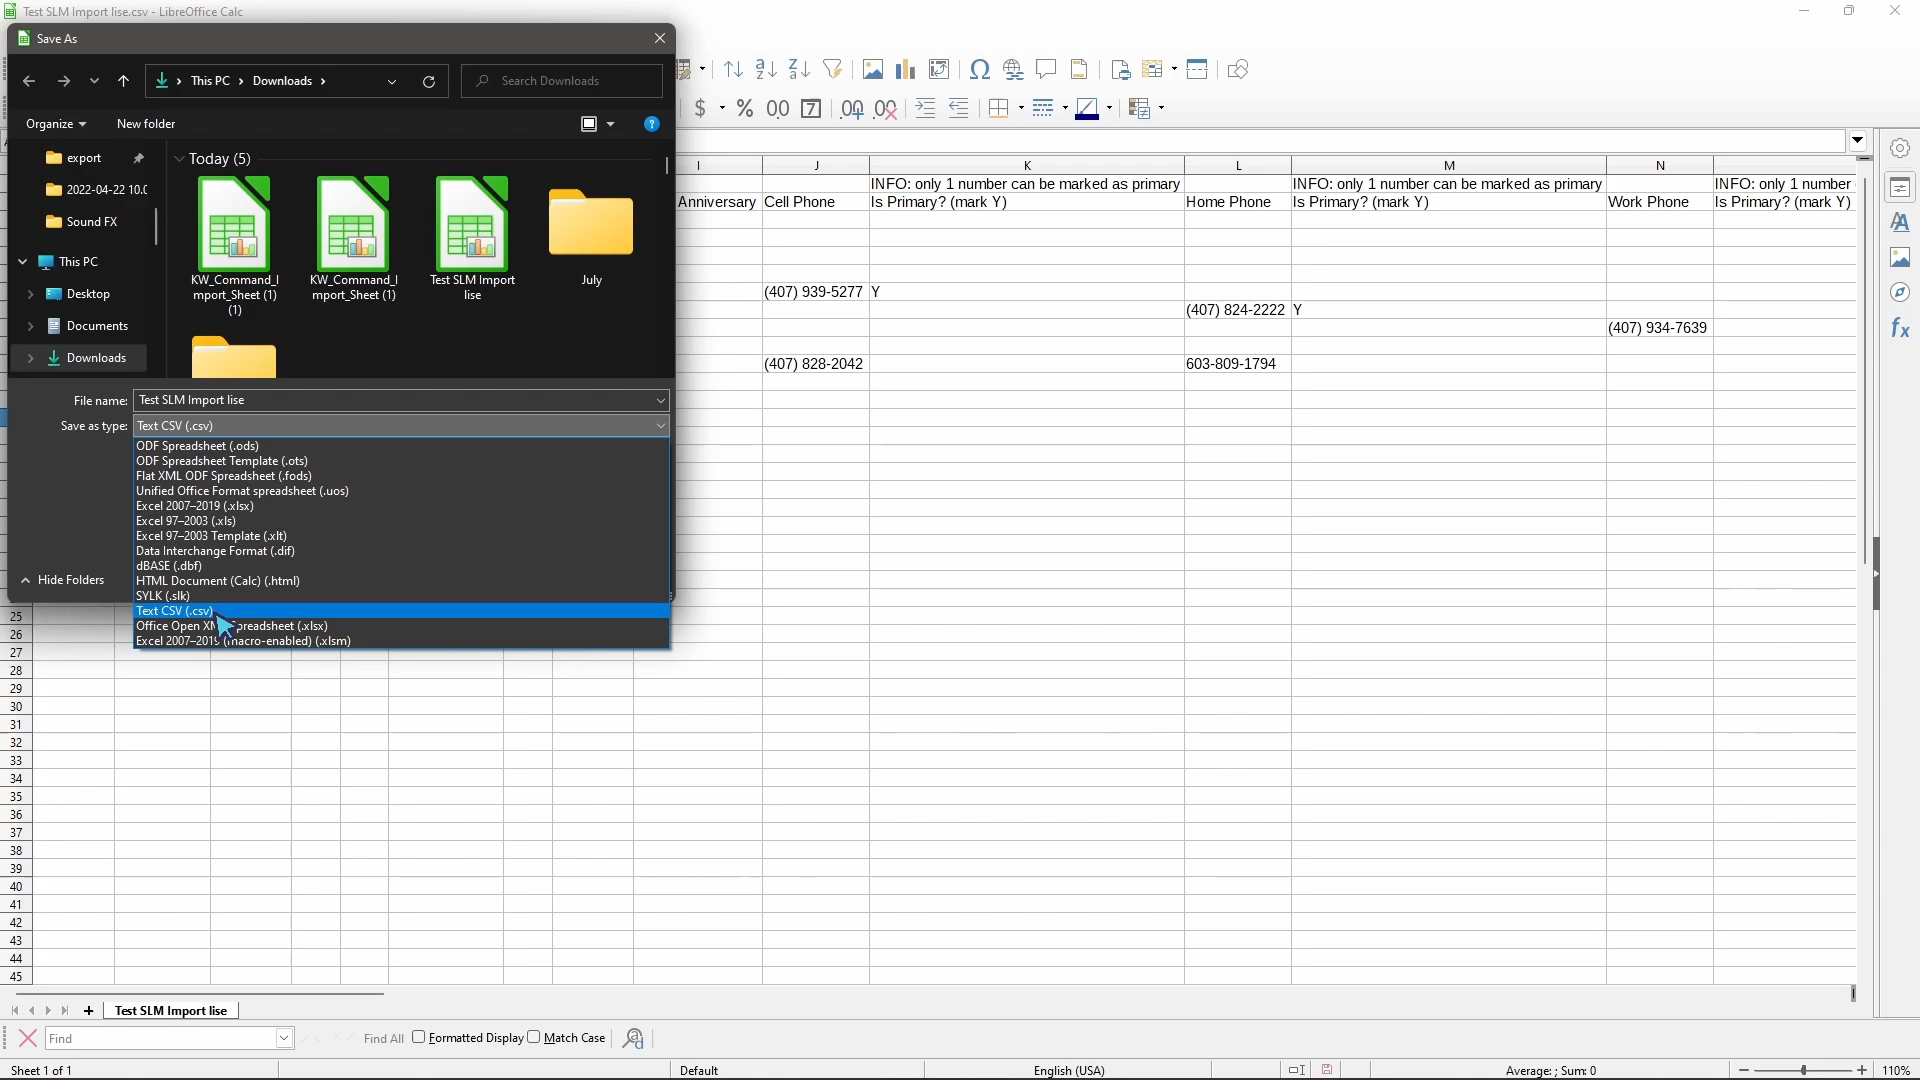 Test SLM Import lise.csv - LibreOffice Calc
Save As
This PC > Downloads >
Search Downloads
Organize
New folder
export
2022-04-22 10.0
Sound FX
This PC
Desktop
Documents
Downloads
Today (5)
KW_Command_I
mport_Sheet (1)
(1)
KW_Command_I
mport_Sheet (1)
Test SLM Import
lise
July
File name: Test SLM Import lise
Save as type: Text CSV (.csv)
ODF Spreadsheet (.ods)
ODF Spreadsheet Template (.ots)
Flat XML ODF Spreadsheet (.fods)
Unified Office Format spreadsheet (.uos)
Excel 2007–2019 (.xlsx)
Excel 97–2003 (.xls)
Excel 97–2003 Template (.xlt)
Data Interchange Format (.dif)
dBASE (.dbf)
HTML Document (Calc) (.html)
SYLK (.slk)
Text CSV (.csv)
Office Open preadsheet (.xlsx)
Excel 2007–2019 (macro-enabled) (.xlsm)
Hide Folders
I J K L M N
INFO: only 1 number can be marked as primary INFO: only 1 number can be marked as primary INFO: only 1 number
Anniversary Cell Phone Is Primary? (mark Y) Home Phone Is Primary? (mark Y) Work Phone Is Primary? (mark Y)
(407) 939-5277 Y
(407) 824-2222 Y
(407) 934-7639
(407) 828-2042 603-809-1794
25
26
27
28
29
30
31
32
33
34
35
36
37
38
39
40
41
42
43
44
45
Test SLM Import lise
Find
Find All
Formatted Display
Match Case
Sheet 1 of 1
Default
English (USA)
Average: ; Sum: 0
110%